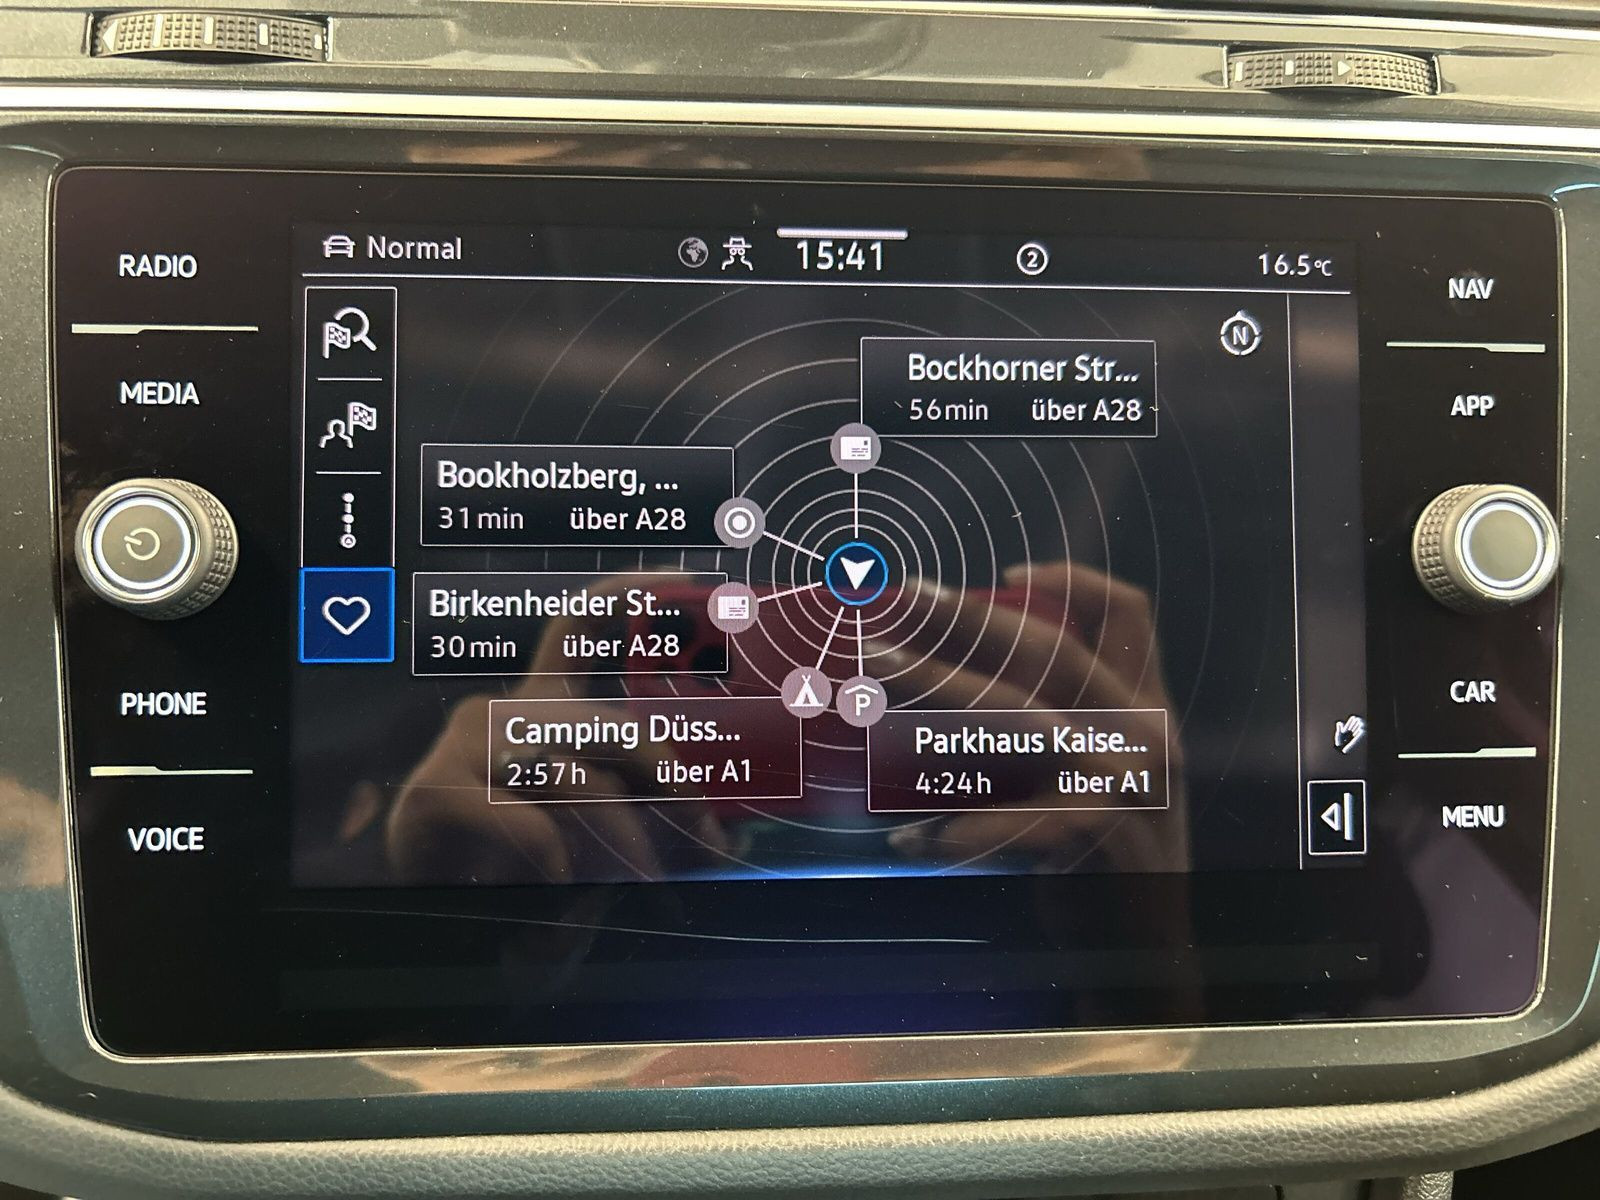 RADIO
MEDIA
PHONE
VOICE
Normal
15:41
2
16.5°C
N
Bockhorner Str...
56 min über A28
Bookholzberg, ...
31 min über A28
Birkenheider St...
30 min über A28
Camping Düss...
2:57 h über A1
P
Parkhaus Kaise...
4:24 h über A1
NAV
APP
CAR
MENU